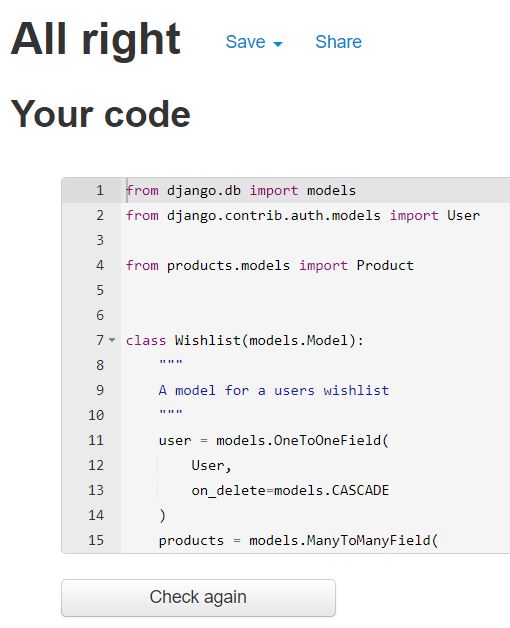 All right Save Share
Your code
1 from django.db import models
2 from django.contrib.auth.models import User
3
4 from products.models import Product
5
6
7 class Wishlist(models.Model):
8     """
9     A model for a users wishlist
10     """
11     user = models.OneToOneField(
12         User,
13         on_delete=models.CASCADE
14     )
15     products = models.ManyToManyField(
Check again